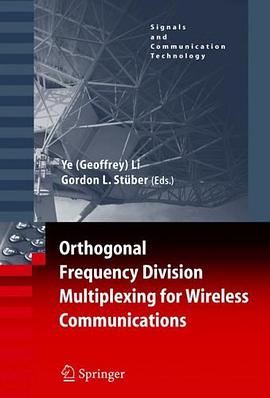 Signals
and
Communication
Technology
Ye (Geoffrey) Li
Gordon L. Stüber (Eds.)
Orthogonal
Frequency Division
Multiplexing for Wireless
Communications
Springer